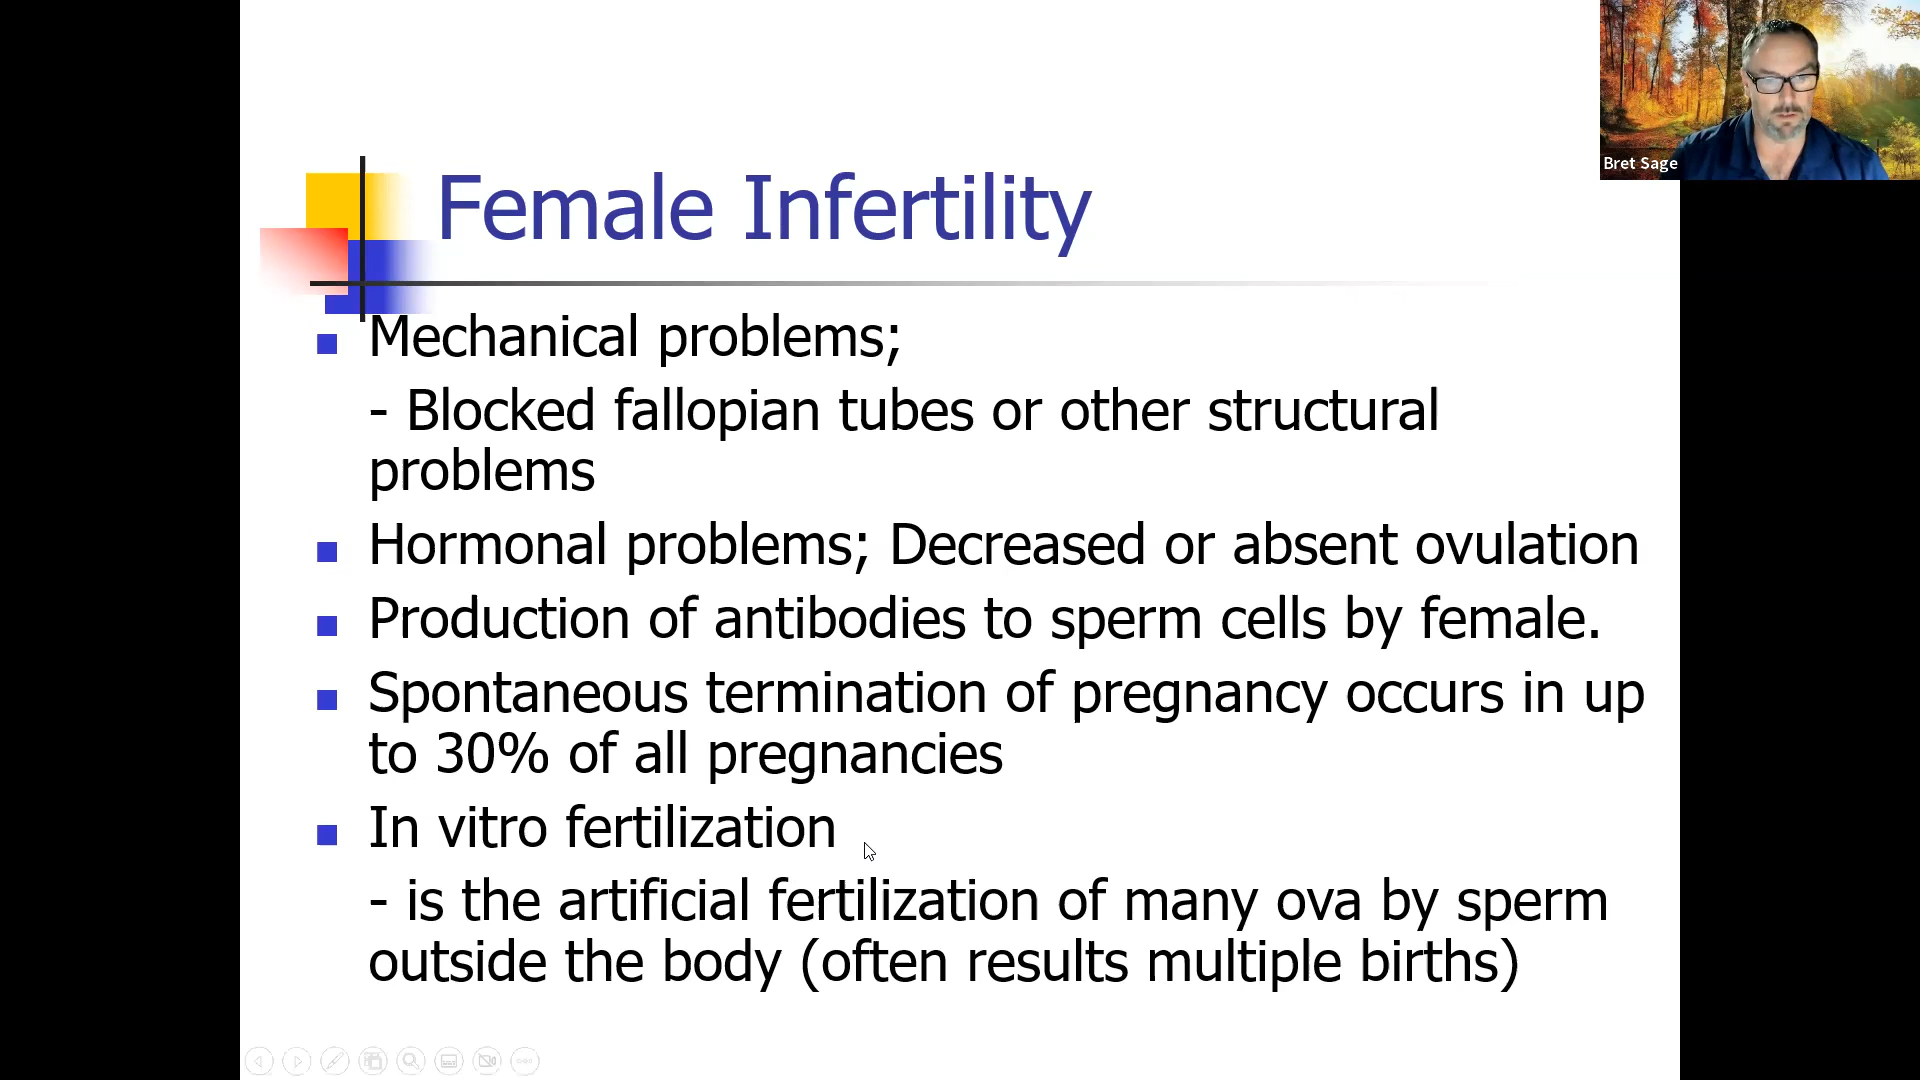 Bret Sage
Female Infertility
Mechanical problems;
- Blocked fallopian tubes or other structural
problems
Hormonal problems; Decreased or absent ovulation
Production of antibodies to sperm cells by female.
Spontaneous termination of pregnancy occurs in up
to 30% of all pregnancies
In vitro fertilization
- is the artificial fertilization of many ova by sperm
outside the body (often results multiple births)